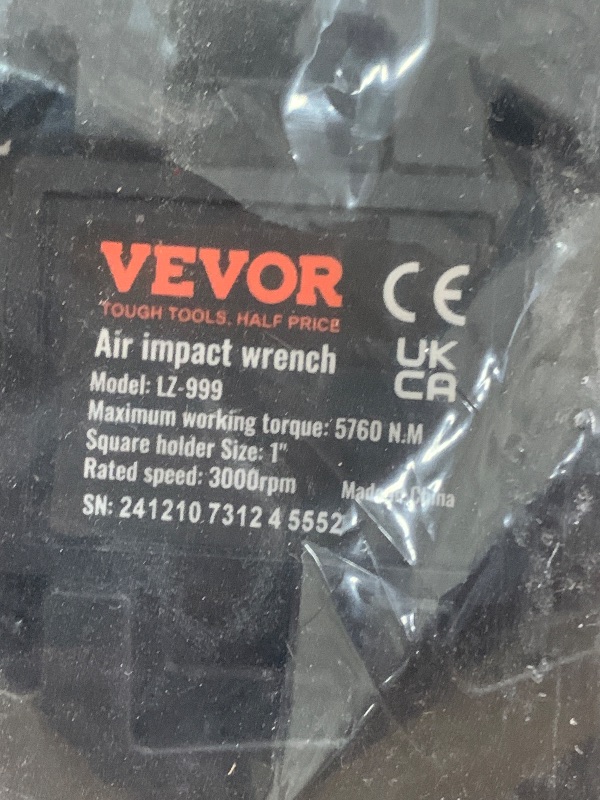 VEVOR
TOUGH TOOLS, HALF PRICE
CE
UK
CA
Air impact wrench
Model: LZ-999
Maximum working torque: 5760 N.M
Square holder Size: 1"
Rated speed: 3000rpm
Made in China
SN: 241210 7312 4 5552